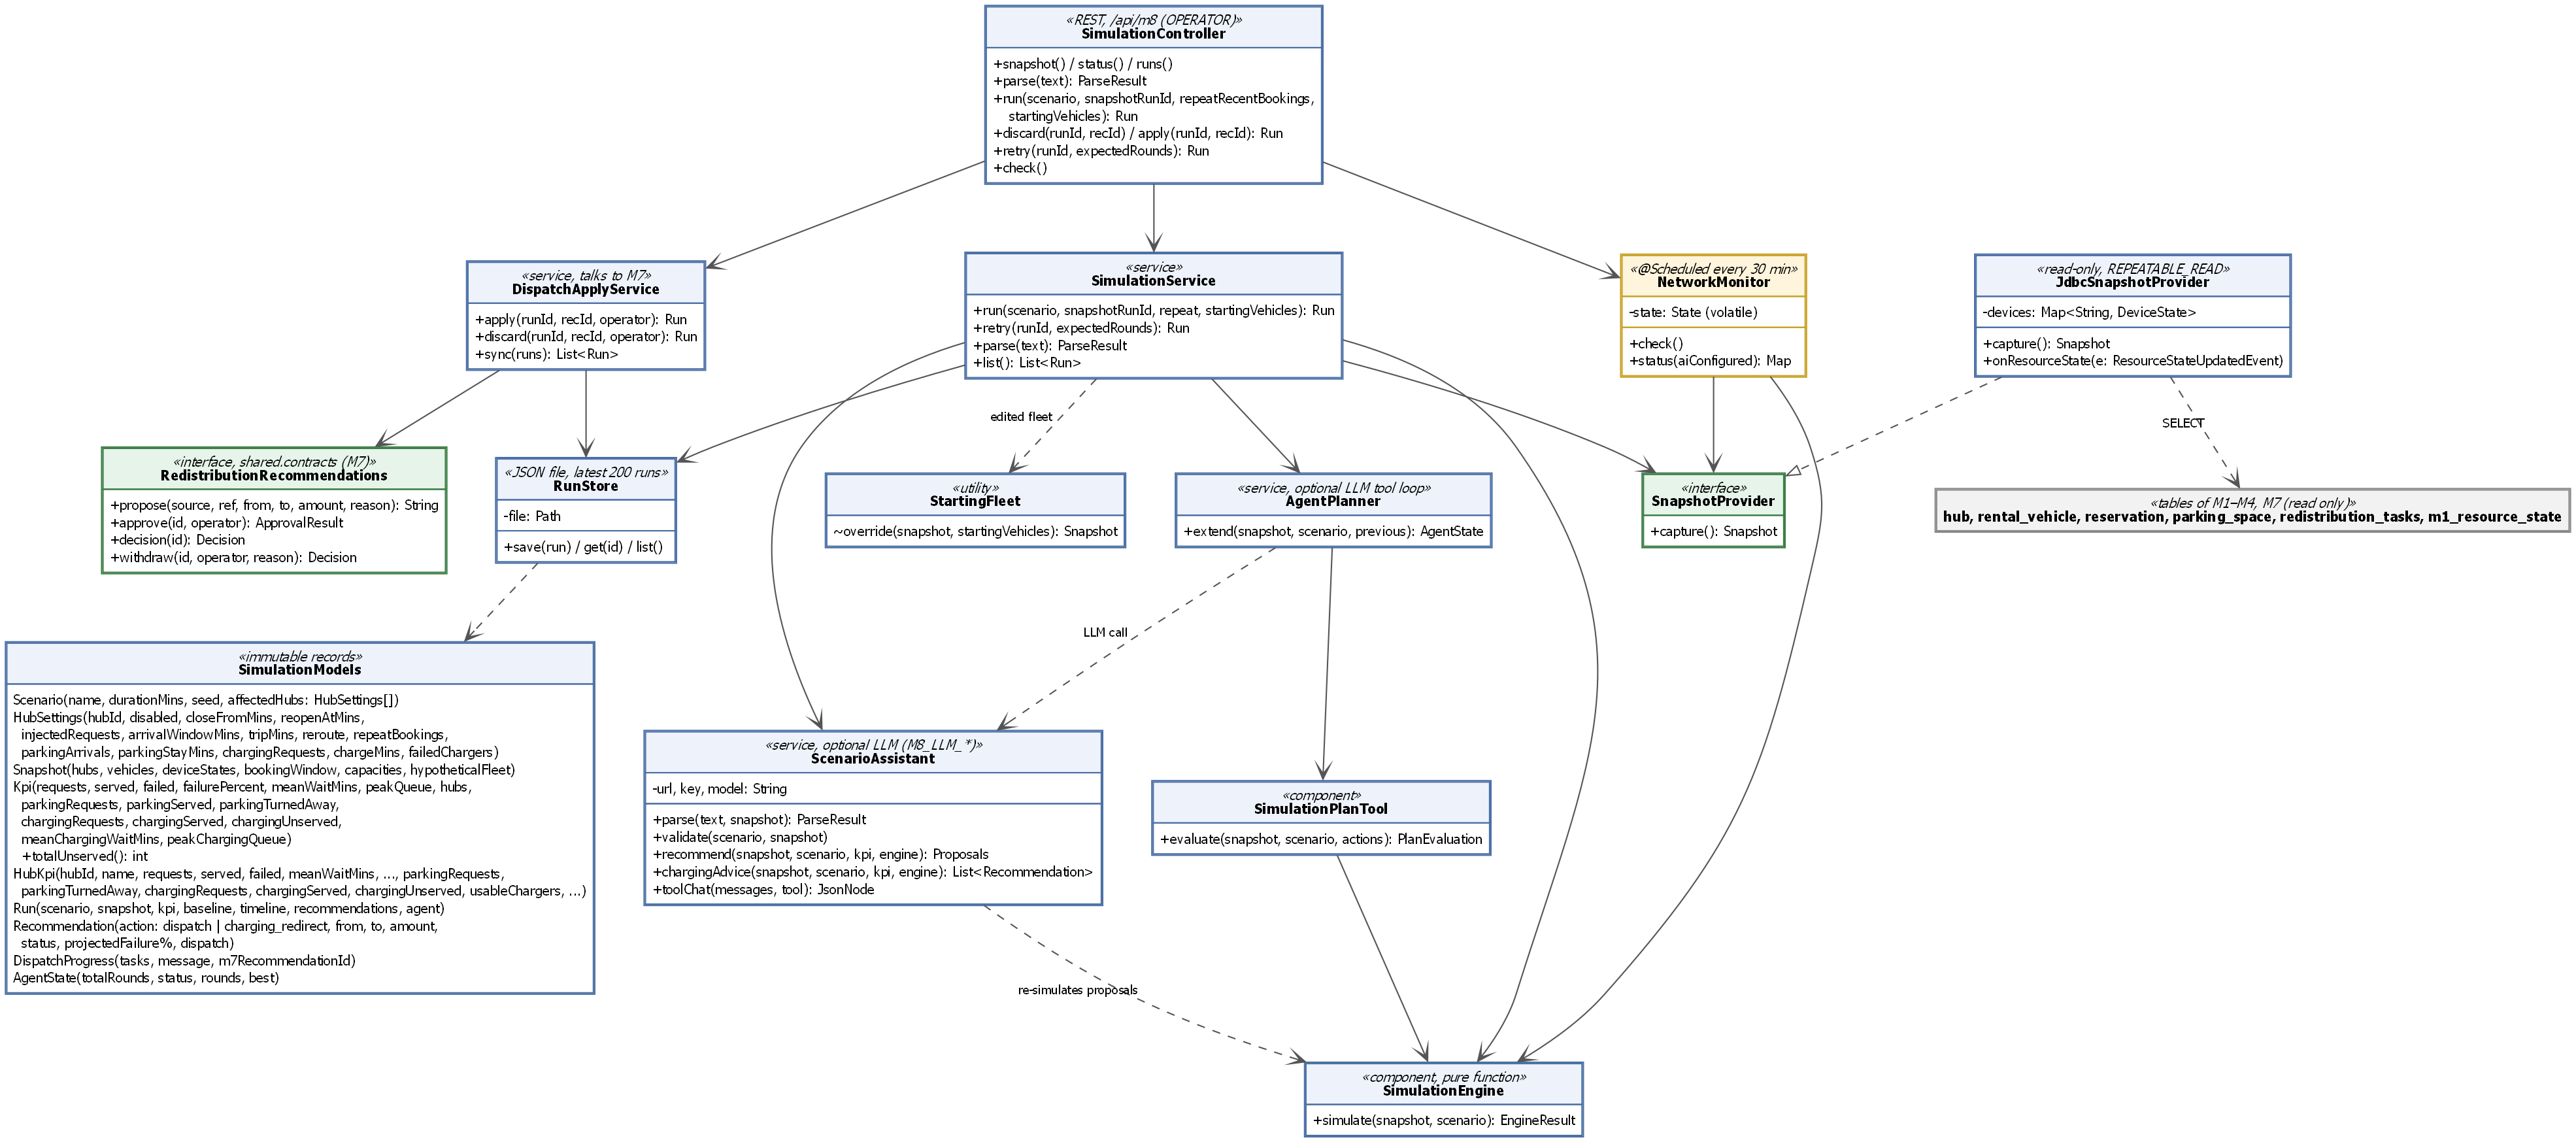 «REST, /api/m8 (OPERATOR)»
SimulationController
+snapshot() / status() / runs()
+parse(text): ParseResult
+run(scenario, snapshotRunId, repeatRecentBookings,
startingVehicles): Run
+discard(runId, recId) / apply(runId, recId): Run
+retry(runId, expectedRounds): Run
+check()
«service, talks to M7»
DispatchApplyService
+apply(runId, recId, operator): Run
+discard(runId, recId, operator): Run
+sync(runs): List<Run>
«service»
SimulationService
+run(scenario, snapshotRunId, repeat, startingVehicles): Run
+retry(runId, expectedRounds): Run
+parse(text): ParseResult
+list(): List<Run>
«@Scheduled every 30 min»
NetworkMonitor
-state: State (volatile)
+check()
+status(aiConfigured): Map
«read-only, REPEATABLE_READ»
JdbcSnapshotProvider
-devices: Map<String, DeviceState>
+capture(): Snapshot
+onResourceState(e: ResourceStateUpdatedEvent)
edited fleet
SELECT
«interface, shared.contracts (M7)»
RedistributionRecommendations
+propose(source, ref, from, to, amount, reason): String
+approve(id, operator): ApprovalResult
+decision(id): Decision
+withdraw(id, operator, reason): Decision
«JSON file, latest 200 runs»
RunStore
-file: Path
+save(run) / get(id) / list()
«utility»
StartingFleet
~override(snapshot, startingVehicles): Snapshot
«service, optional LLM tool loop»
AgentPlanner
+extend(snapshot, scenario, previous): AgentState
«interface»
SnapshotProvider
+capture(): Snapshot
«tables of M1–M4, M7 (read only)»
hub, rental_vehicle, reservation, parking_space, redistribution_tasks, m1_resource_state
LLM call
«immutable records»
SimulationModels
Scenario(name, durationMins, seed, affectedHubs: HubSettings[])
HubSettings(hubId, disabled, closeFromMins, reopenAtMins,
injectedRequests, arrivalWindowMins, tripMins, reroute, repeatBookings,
parkingArrivals, parkingStayMins, chargingRequests, chargeMins, failedChargers)
Snapshot(hubs, vehicles, deviceStates, bookingWindow, capacities, hypotheticalFleet)
Kpi(requests, served, failed, failurePercent, meanWaitMins, peakQueue, hubs,
parkingRequests, parkingServed, parkingTurnedAway,
chargingRequests, chargingServed, chargingUnserved,
meanChargingWaitMins, peakChargingQueue)
+totalUnserved(): int
HubKpi(hubId, name, requests, served, failed, meanWaitMins, ..., parkingRequests,
parkingTurnedAway, chargingRequests, chargingServed, chargingUnserved, usableChargers, ...)
Run(scenario, snapshot, kpi, baseline, timeline, recommendations, agent)
Recommendation(action: dispatch | charging_redirect, from, to, amount,
status, projectedFailure%, dispatch)
DispatchProgress(tasks, message, m7RecommendationId)
AgentState(totalRounds, status, rounds, best)
«service, optional LLM (M8_LLM_*)»
ScenarioAssistant
-url, key, model: String
+parse(text, snapshot): ParseResult
+validate(scenario, snapshot)
+recommend(snapshot, scenario, kpi, engine): Proposals
+chargingAdvice(snapshot, scenario, kpi, engine): List<Recommendation>
+toolChat(messages, tool): JsonNode
«component»
SimulationPlanTool
+evaluate(snapshot, scenario, actions): PlanEvaluation
re-simulates proposals
«component, pure function»
SimulationEngine
+simulate(snapshot, scenario): EngineResult